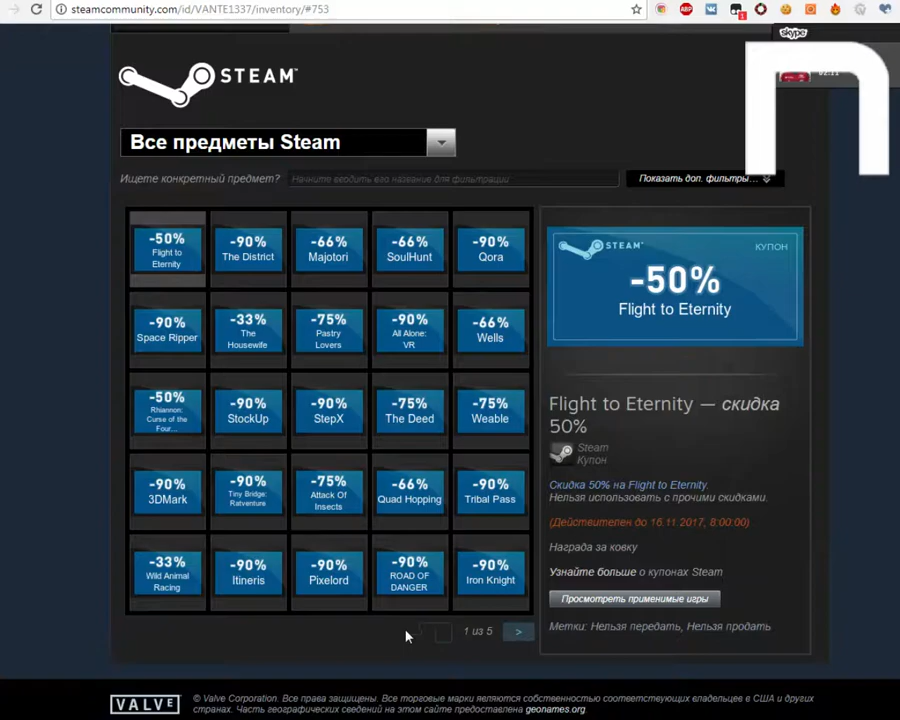 steamcommunity.com/id/VANTE1337/inventory/#753
skype
STEAM
Все предметы Steam
Ищете конкретный предмет?
Начните вводить его название для фильтрации
Показать доп. фильтры...
-50%
Flight to
Eternity
-90%
The District
-66%
Majotori
-66%
SoulHunt
-90%
Qora
-90%
Space Ripper
-33%
The
Housewife
-75%
Pastry
Lovers
-90%
All Alone:
VR
-66%
Wells
-50%
Rhiannon:
Curse of the
Four...
-90%
StockUp
-90%
StepX
-75%
The Deed
-75%
Weable
-90%
3DMark
-90%
Tiny Bridge:
Ratventure
-75%
Attack Of
Insects
-66%
Quad Hopping
-90%
Tribal Pass
-33%
Wild Animal
Racing
-90%
Itineris
-90%
Pixelord
-90%
ROAD OF
DANGER
-90%
Iron Knight
1 из 5 >
STEAM КУПОН
-50%
Flight to Eternity
Flight to Eternity — скидка
50%
Steam
Купон
Скидка 50% на Flight to Eternity.
Нельзя использовать с прочими скидками.
(Действителен до 16.11.2017, 8:00:00)
Награда за ковку
Узнайте больше о купонах Steam
Просмотреть применимые игры
Метки: Нельзя передать, Нельзя продать
VALVE
© Valve Corporation. Все права защищены. Все торговые марки являются собственностью соответствующих владельцев в США и других
странах. Часть географических сведений на этом сайте предоставлена geonames.org